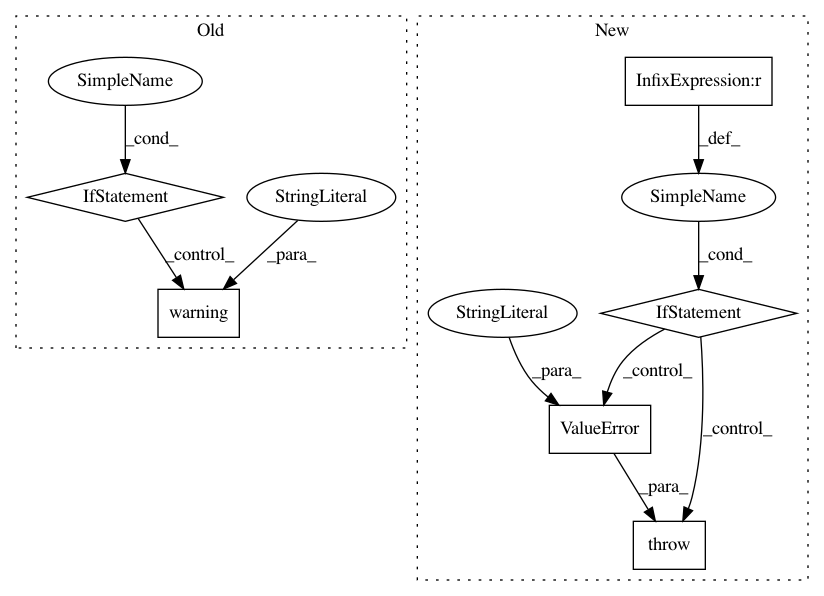 Old
New
SimpleName
InfixExpression:r
_cond_
_def_
IfStatement
StringLiteral
SimpleName
_control_
_para_
_cond_
warning
StringLiteral
IfStatement
_para_
_control_
_control_
ValueError
_para_
throw